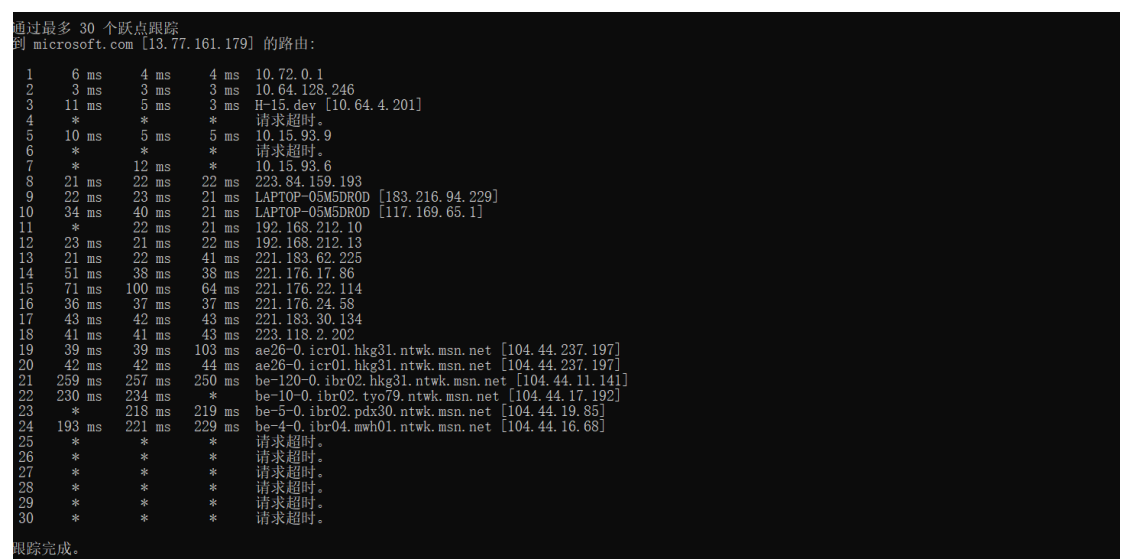 通过最多 30 个跃点跟踪
到 microsoft.com [13.77.161.179] 的路由:
1 6 ms 4 ms 4 ms 10.72.0.1
2 3 ms 3 ms 3 ms 10.64.128.246
3 11 ms 5 ms 3 ms H-15.dev [10.64.4.201]
4 * * * 请求超时。
5 10 ms 5 ms 5 ms 10.15.93.9
6 * * * 请求超时。
7 * 12 ms * 10.15.93.6
8 21 ms 22 ms 22 ms 223.84.159.193
9 22 ms 23 ms 21 ms LAPTOP-05M5DR0D [183.216.94.229]
10 34 ms 40 ms 21 ms LAPTOP-05M5DR0D [117.169.65.1]
11 * 22 ms 21 ms 192.168.212.10
12 23 ms 21 ms 22 ms 192.168.212.13
13 21 ms 22 ms 41 ms 221.183.62.225
14 51 ms 38 ms 38 ms 221.176.17.86
15 71 ms 100 ms 64 ms 221.176.22.114
16 36 ms 37 ms 37 ms 221.176.24.58
17 43 ms 42 ms 43 ms 221.183.30.134
18 41 ms 41 ms 43 ms 223.118.2.202
19 39 ms 39 ms 103 ms ae26-0.icr01.hkg31.ntwk.msn.net [104.44.237.197]
20 42 ms 42 ms 44 ms ae26-0.icr01.hkg31.ntwk.msn.net [104.44.237.197]
21 259 ms 257 ms 250 ms be-120-0.ibr02.hkg31.ntwk.msn.net [104.44.11.141]
22 230 ms 234 ms * be-10-0.ibr02.tyo79.ntwk.msn.net [104.44.17.192]
23 * 218 ms 219 ms be-5-0.ibr02.pdx30.ntwk.msn.net [104.44.19.85]
24 193 ms 221 ms 229 ms be-4-0.ibr04.mwh01.ntwk.msn.net [104.44.16.68]
25 * * * 请求超时。
26 * * * 请求超时。
27 * * * 请求超时。
28 * * * 请求超时。
29 * * * 请求超时。
30 * * * 请求超时。
跟踪完成。